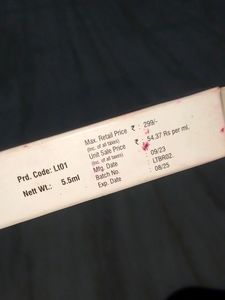 Prd. Code: Lt01
Nett Wt.: 5.5ml
Max. Retail Price ₹ : 299/-
(Inc. of all taxes)
Unit Sale Price ₹ : 54.37 Rs per ml.
(Inc. of all taxes)
Mfg. Date : 09/23
Batch No. : LTBR02.
Exp. Date : 08/25